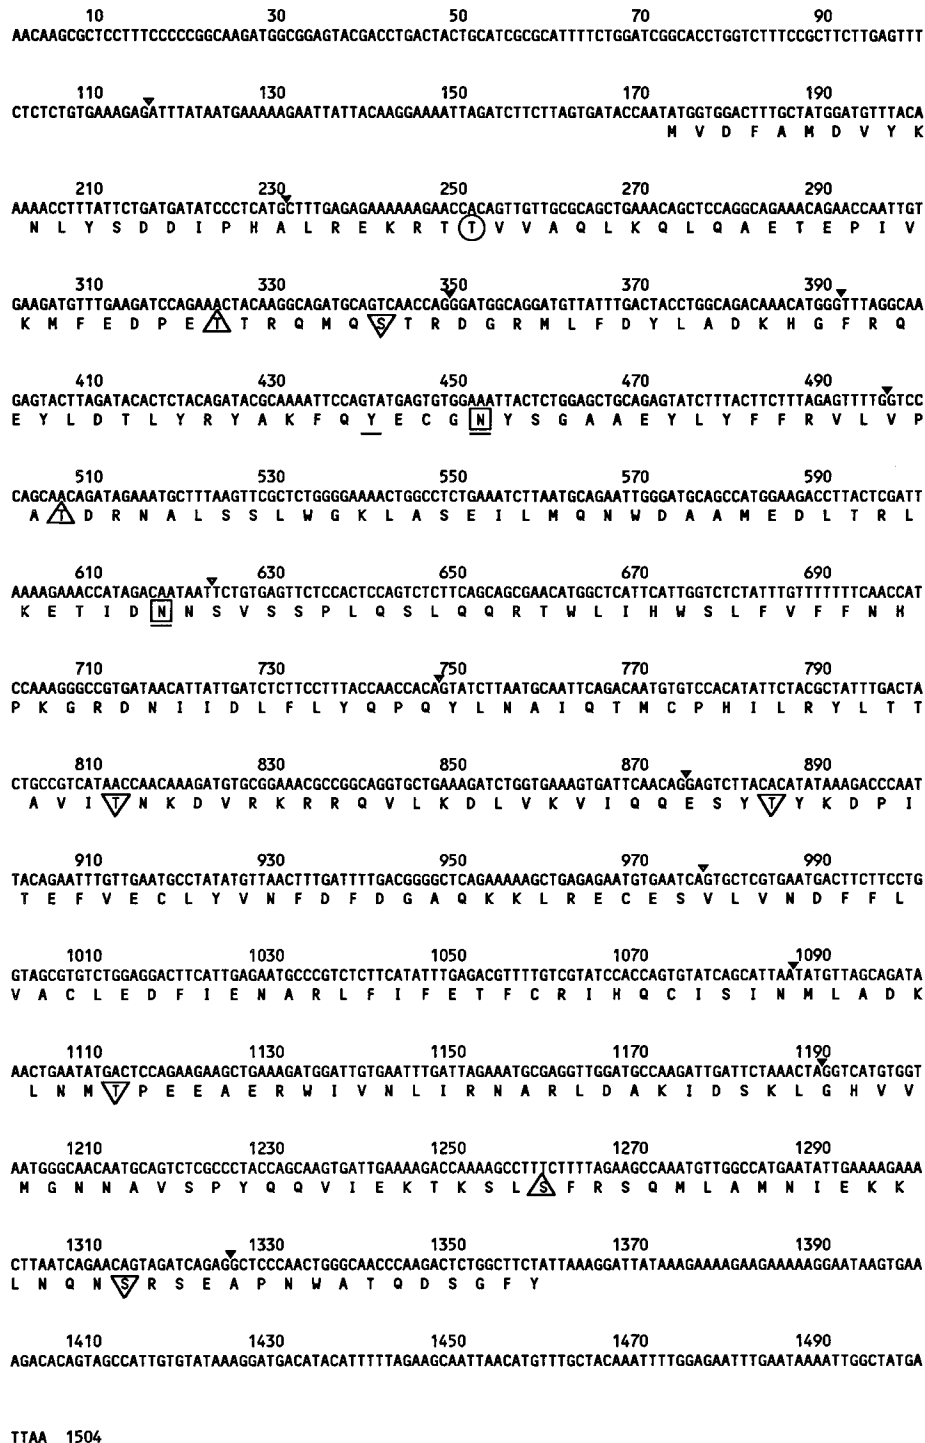 10 30 50 70 90
AACAAGCGCTCCTTTCCCCCGGCAAGATGGCGGAGTACGACCTGACTACTGCATCGCGCATTTTCTGGATCGGCACCTGGTCTTTCCGCTTCTTGAGTTT
110 130 150 170 190
CTCTCTGTGAAAGAGATTTATAATGAAAAAGAATTATTACAAGGAAAATTAGATCTTCTTAGTGATACCAATATGGTGGACTTTGCTATGGATGTTTACA
M V D F A M D V Y K
210 230 250 270 290
AAAACCTTTATTCTGATGATATCCCTCATGCTTTGAGAGAAAAAAGAACCACAGTTGTTGCGCAGCTGAAACAGCTCCAGGCAGAAACAGAACCAATTGT
N L Y S D D I P H A L R E K R T T V V A Q L K Q L Q A E T E P I V
310 330 350 370 390
GAAGATGTTTGAAGATCCAGAAACTACAAGGCAGATGCAGTCAACCAGGGATGGCAGGATGTTATTTGACTACCTGGCAGACAAACATGGGTTTAGGCAA
K M F E D P E T T R Q M Q S T R D G R M L F D Y L A D K H G F R Q
410 430 450 470 490
GAGTACTTAGATACACTCTACAGATACGCAAAATTCCAGTATGAGTGTGGAAATTACTCTGGAGCTGCAGAGTATCTTTACTTCTTTAGAGTTTTGGTCC
E Y L D T L Y R Y A K F Q Y E C G N Y S G A A E Y L Y F F R V L V P
510 530 550 570 590
CAGCAACAGATAGAAATGCTTTAAGTTCGCTCTGGGGAAAACTGGCCTCTGAAATCTTAATGCAGAATTGGGATGCAGCCATGGAAGACCTTACTCGATT
A T D R N A L S S L W G K L A S E I L M Q N W D A A M E D L T R L
610 630 650 670 690
AAAAGAAACCATAGACAATAATTCTGTGAGTTCTCCACTCCAGTCTCTTCAGCAGCGAACATGGCTCATTCATTGGTCTCTATTTGTTTTTTTCAACCAT
K E T I D N N S V S S P L Q S L Q Q R T W L I H W S L F V F F N H
710 730 750 770 790
CCAAAGGGCCGTGATAACATTATTGATCTCTTCCTTTACCAACCACAGTATCTTAATGCAATTCAGACAATGTGTCCACATATTCTACGCTATTTGACTA
P K G R D N I I D L F L Y Q P Q Y L N A I Q T M C P H I L R Y L T T
810 830 850 870 890
CTGCCGTCATAACCAACAAAGATGTGCGGAAACGCCGGCAGGTGCTGAAAGATCTGGTGAAAGTGATTCAACAGGAGTCTTACACATATAAAGACCCAAT
A V I T N K D V R K R R Q V L K D L V K V I Q Q E S Y T Y K D P I
910 930 950 970 990
TACAGAATTTGTTGAATGCCTATATGTTAACTTTGATTTTGACGGGGCTCAGAAAAAGCTGAGAGAATGTGAATCAGTGCTCGTGAATGACTTCTTCCTG
T E F V E C L Y V N F D F D G A Q K K L R E C E S V L V N D F F L
1010 1030 1050 1070 1090
GTAGCGTGTCTGGAGGACTTCATTGAGAATGCCCGTCTCTTCATATTTGAGACGTTTTGTCGTATCCACCAGTGTATCAGCATTAATATGTTAGCAGATA
V A C L E D F I E N A R L F I F E T F C R I H Q C I S I N M L A D K
1110 1130 1150 1170 1190
AACTGAATATGACTCCAGAAGAAGCTGAAAGATGGATTGTGAATTTGATTAGAAATGCGAGGTTGGATGCCAAGATTGATTCTAAACTAGGTCATGTGGT
L N M T P E E A E R W I V N L I R N A R L D A K I D S K L G H V V
1210 1230 1250 1270 1290
AATGGGCAACAATGCAGTCTCGCCCTACCAGCAAGTGATTGAAAAGACCAAAAGCCTTTCTTTTAGAAGCCAAATGTTGGCCATGAATATTGAAAAGAAA
M G N N A V S P Y Q Q V I E K T K S L S F R S Q M L A M N I E K K
1310 1330 1350 1370 1390
CTTAATCAGAACAGTAGATCAGAGGCTCCCAACTGGGCAACCCAAGACTCTGGCTTCTATTAAAGGATTATAAAGAAAAGAAGAAAAAGGAATAAGTGAA
L N Q N S R S E A P N W A T Q D S G F Y
1410 1430 1450 1470 1490
AGACACAGTAGCCATTGTGTATAAAGGATGACATACATTTTTAGAAGCAATTAACATGTTTGCTACAAATTTTGGAGAATTTGAATAAAATTGGCTATGA
TTAA 1504